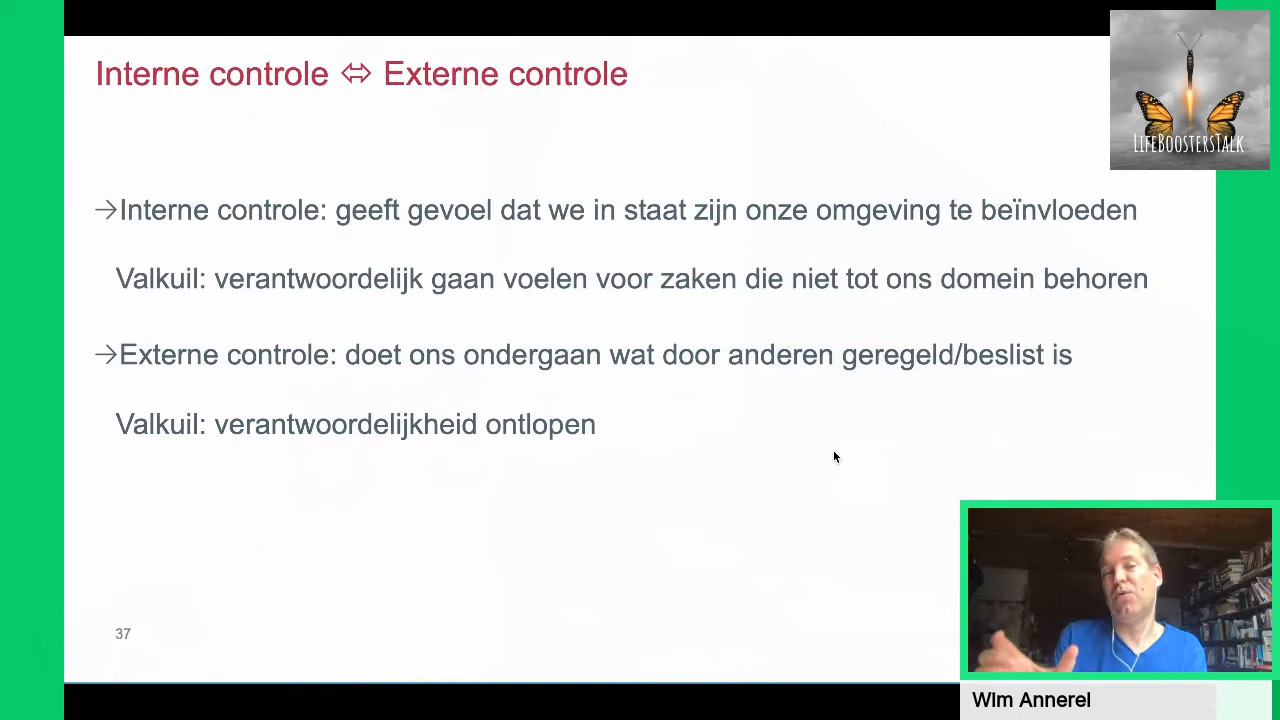 Interne controle ⇔ Externe controle
LIFEBOOSTERSTALK
→Interne controle: geeft gevoel dat we in staat zijn onze omgeving te beïnvloeden
Valkuil: verantwoordelijk gaan voelen voor zaken die niet tot ons domein behoren
→Externe controle: doet ons ondergaan wat door anderen geregeld/beslist is
Valkuil: verantwoordelijkheid ontlopen
37
Wim Annerel